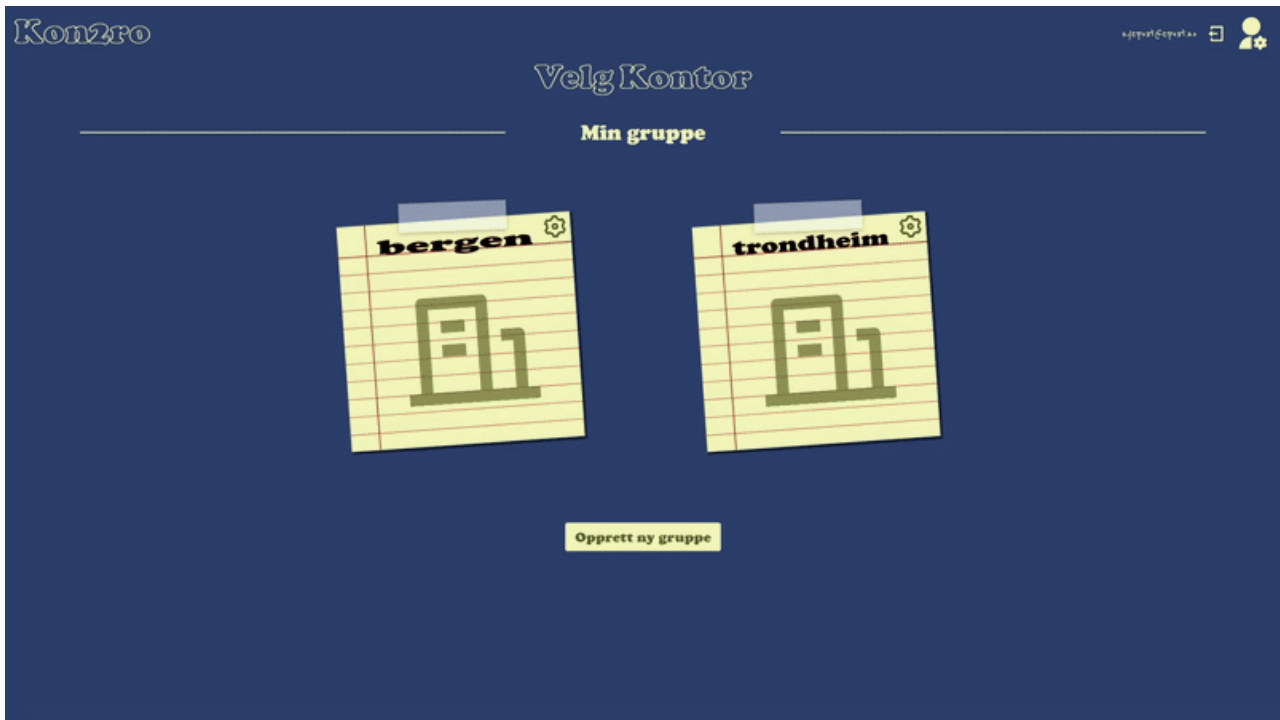 Kon2ro
Velg Kontor
Min gruppe
bergen
trondheim
Opprett ny gruppe